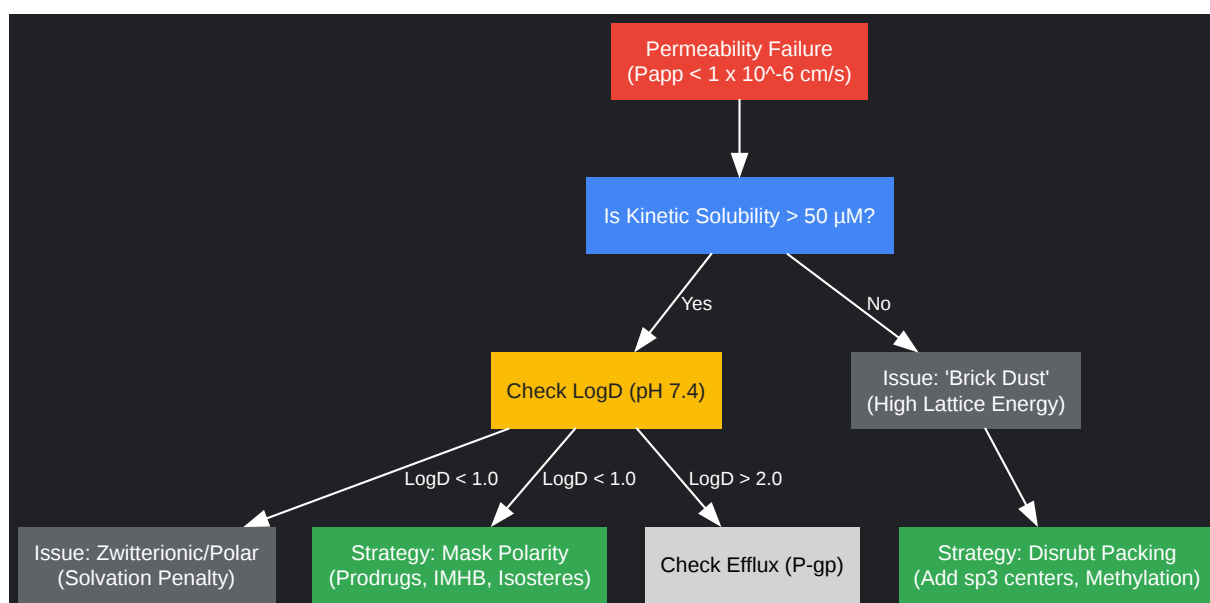 Permeability Failure
(Papp < 1 x 10^-6 cm/s)
Is Kinetic Solubility > 50 µM?
Yes
No
Check LogD (pH 7.4)
Issue: 'Brick Dust'
(High Lattice Energy)
LogD < 1.0
LogD < 1.0
LogD > 2.0
Issue: Zwitterionic/Polar
(Solvation Penalty)
Strategy: Mask Polarity
(Prodrugs, IMHB, Isosteres)
Check Efflux (P-gp)
Strategy: Disrubt Packing
(Add sp3 centers, Methylation)